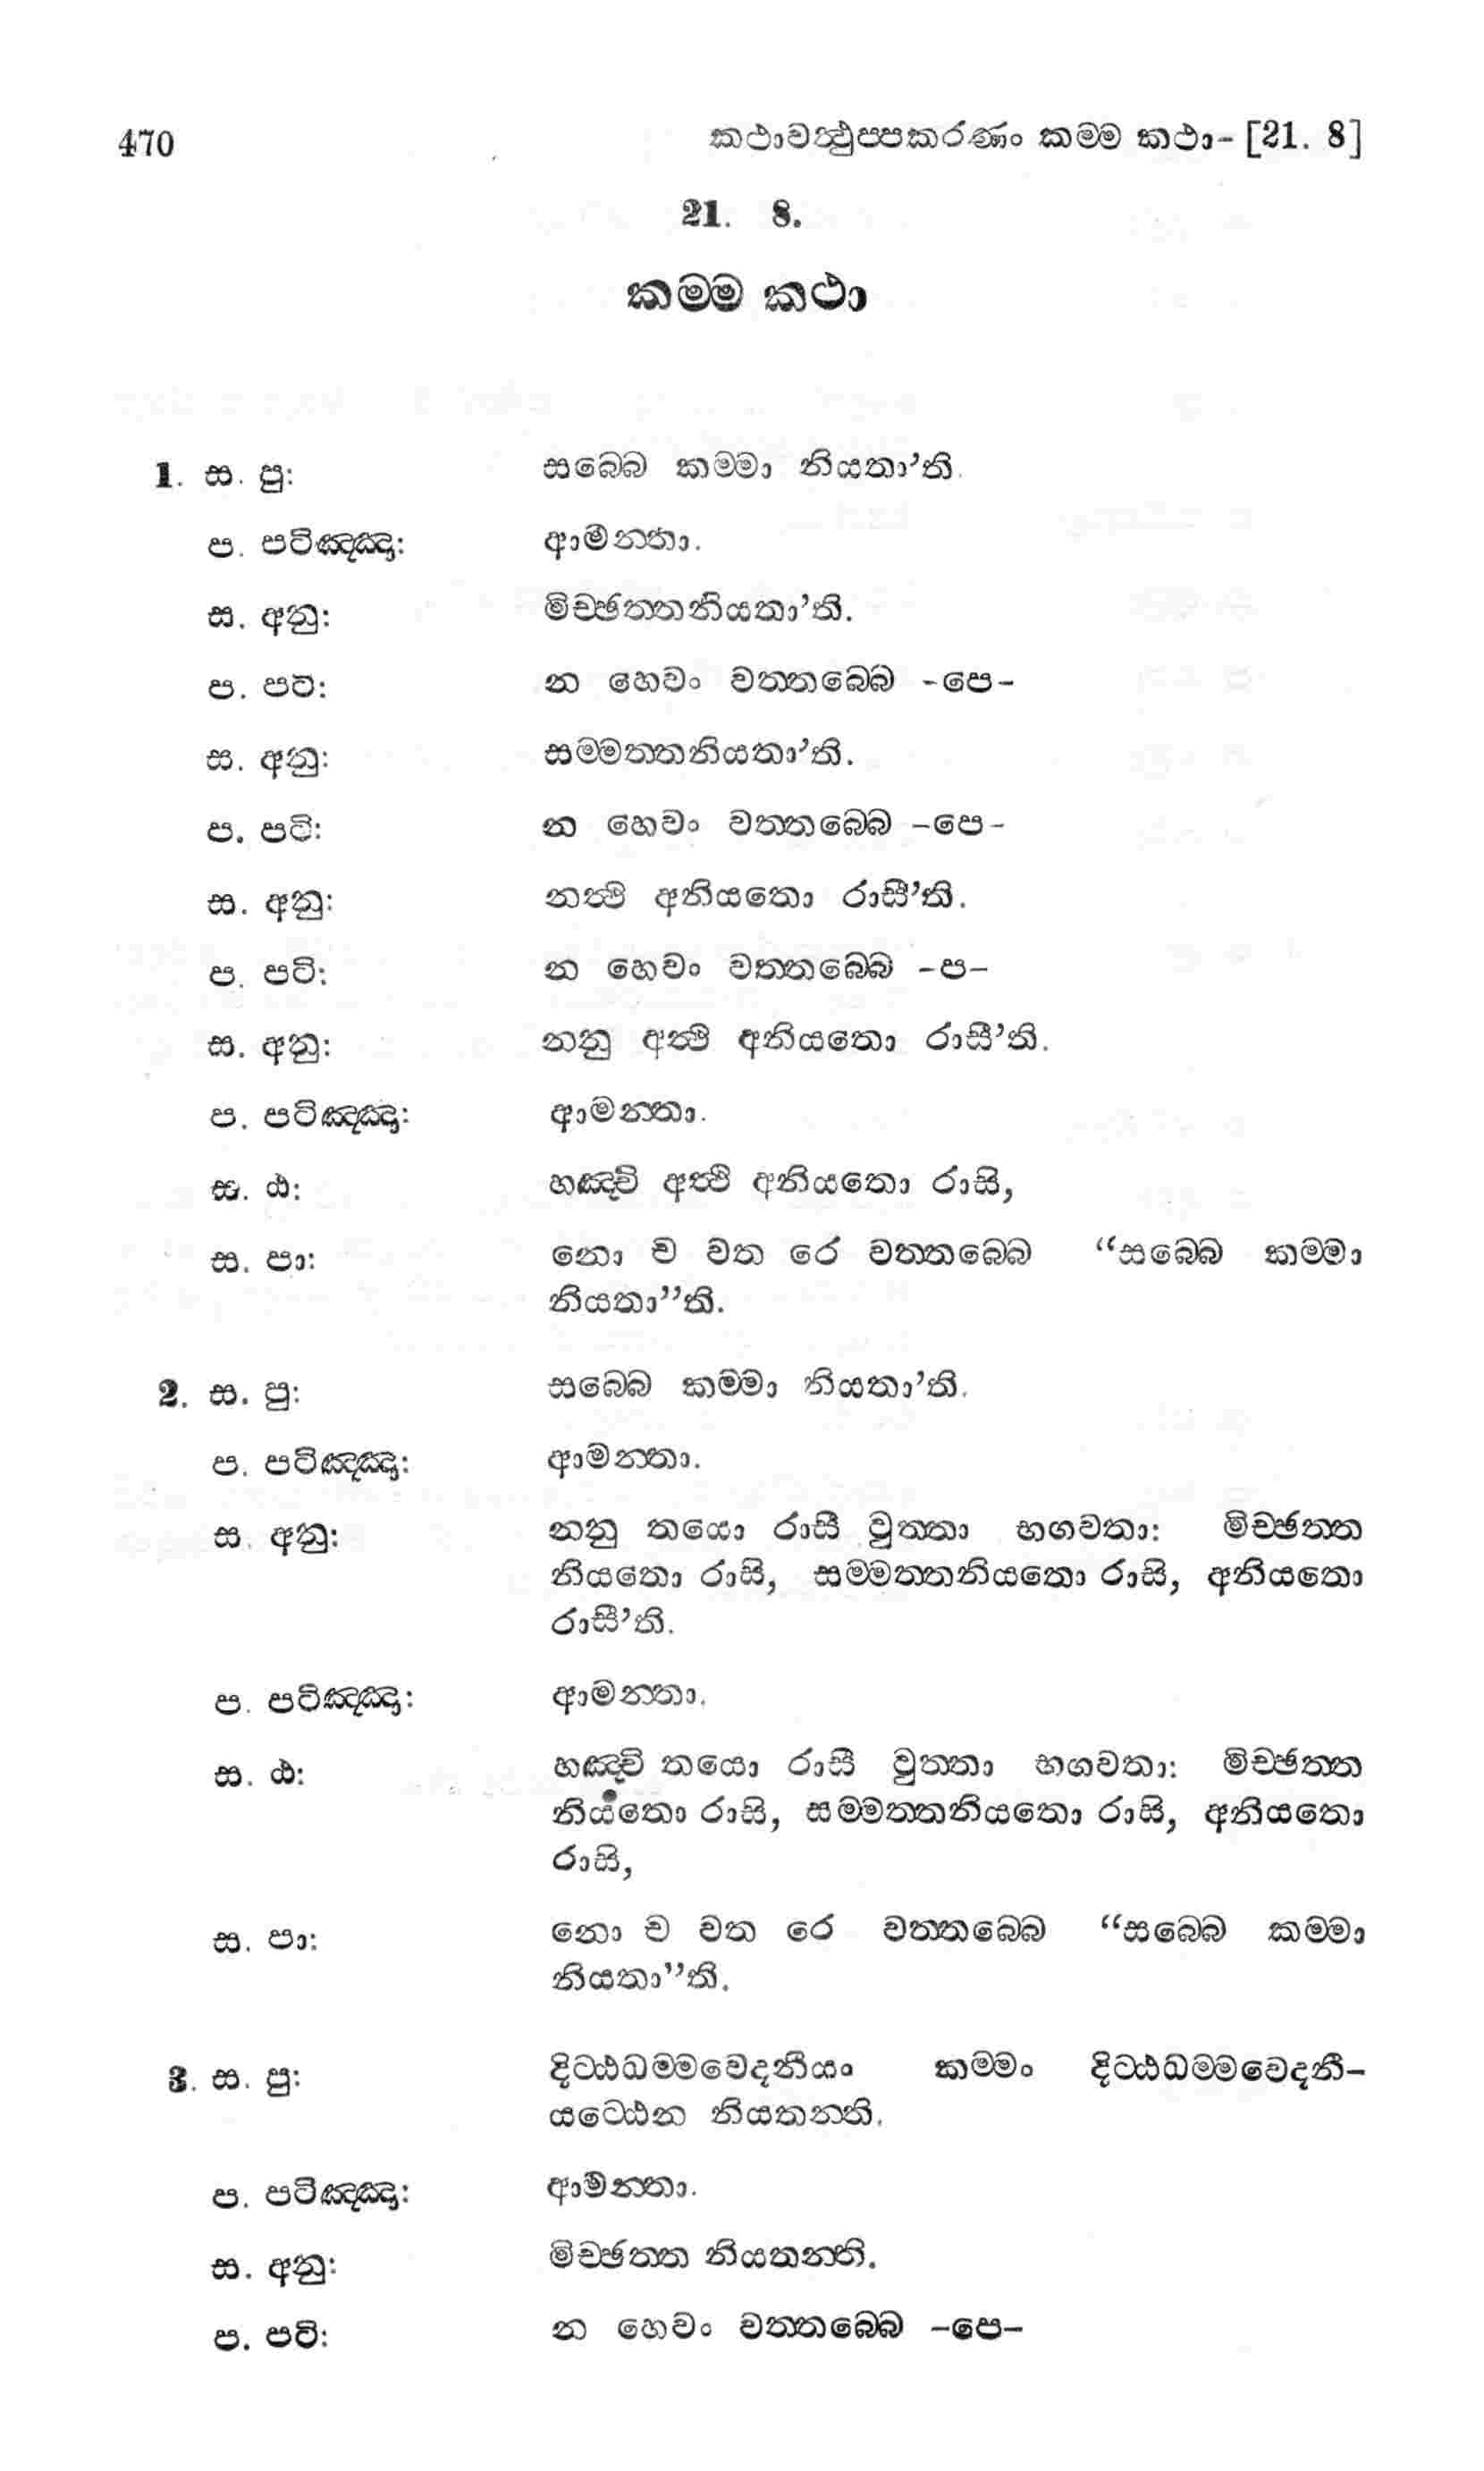 470 කථාවත්‍ථුප‍්පකරණං කම‍්ම කථා- [21. 8]
21. 8.
කම‍්ම කථා
1. ස. පු: සබ‍්බෙ කම‍්මා නියතා’ති.
ප. පටිඤ‍්ඤා: ආමන‍්තා.
ස. අනු: මිච‍්ඡත‍්තනියතා’ති.
ප. පටි: න හෙවං වත‍්තබ‍්බෙ -පෙ-
ස. අනු: සම‍්මත‍්තනියතා’ති.
ප. පටි: න හෙවං වත‍්තබ‍්බෙ -පෙ-
ස. අනු: නත්‍ථි අනියතො රාසී’ති.
ප. පටි: න හෙවං වත‍්තබ‍්බෙ -ප-
ස. අනු: නනු අත්‍ථි අනියතො රාසී’ති.
ප. පටිඤ‍්ඤා: ආමන‍්තා.
ස. ඨ: හඤ‍්චි අත්‍ථි අනියතො රාසි,
ස. පා: නො ච වත රෙ වත‍්තබ‍්බෙ “සබ‍්බෙ කම‍්මා
නියතා”ති.
2. ස. පු: සබ‍්බෙ කම‍්මා නියතා’ති.
ප. පටිඤ‍්ඤා: ආමන‍්තා.
ස. අනු: නනු තයො රාසී වුත‍්තා භගවතා: මිච‍්ඡත‍්ත
නියතො රාසි, සම‍්මත‍්තනියතො රාසි, අනියතො
රාසී’ති.
ප. පටිඤ‍්ඤා: ආමන‍්තා.
ස. ඨ: හඤ‍්චි තයො රාසී වුත‍්තා භගවතා: මිච‍්ඡත‍්ත
නියතො රාසි, සම‍්මත‍්තනියතො රාසි, අනියතො
රාසි,
ස. පා: නො ච වත රෙ වත‍්තබ‍්බෙ “සබ‍්බෙ කම‍්මා
නියතා”ති.
3. ස. පු: දිට‍්ඨධම‍්මවෙදනීයං කම‍්මං දිට‍්ඨධම‍්මවෙදනී-
යට‍්ඨෙන නියතන‍්ති.
ප. පටිඤ‍්ඤා: ආමන‍්තා.
ස. අනු: මිච‍්ඡත‍්ත නියතන‍්ති.
ප. පටි: න හෙවං වත‍්තබ‍්බෙ -පෙ-